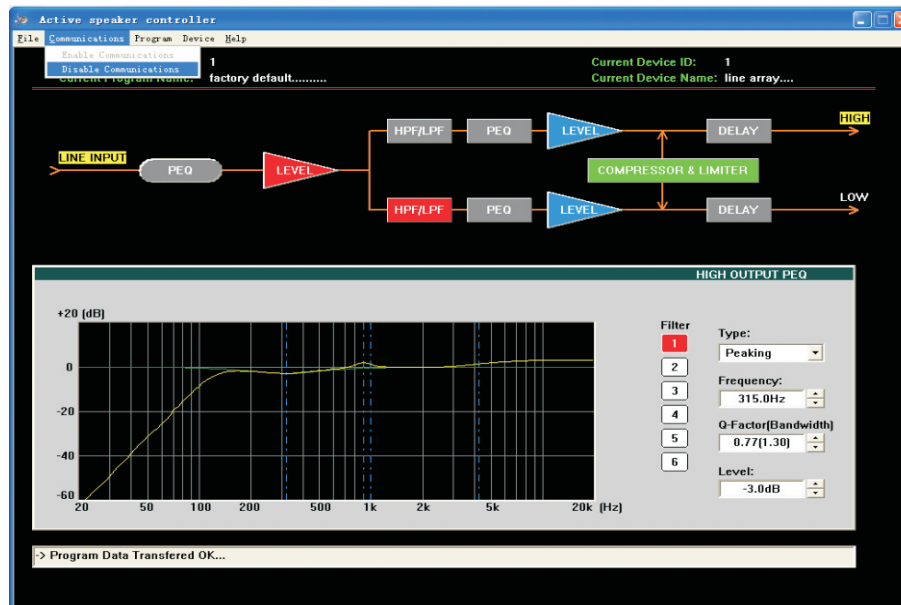 Active speaker controller
File Communications Program Device Help
Enable Communications
Disable Communications
1
Current Program Name: factory default..........
Current Device ID: 1
Current Device Name: line array....
LINE INPUT
PEQ
LEVEL
HPF/LPF PEQ LEVEL DELAY
HIGH
COMPRESSOR & LIMITER
HPF/LPF PEQ LEVEL DELAY
LOW
HIGH OUTPUT PEQ
+20 (dB)
0
-20
-40
-60
20 50 100 200 500 1k 2k 5k 20k (Hz)
Filter
1
2
3
4
5
6
Type:
Peaking
Frequency:
315.0Hz
Q-Factor(Bandwidth)
0.77(1.30)
Level:
-3.0dB
-> Program Data Transfered OK...